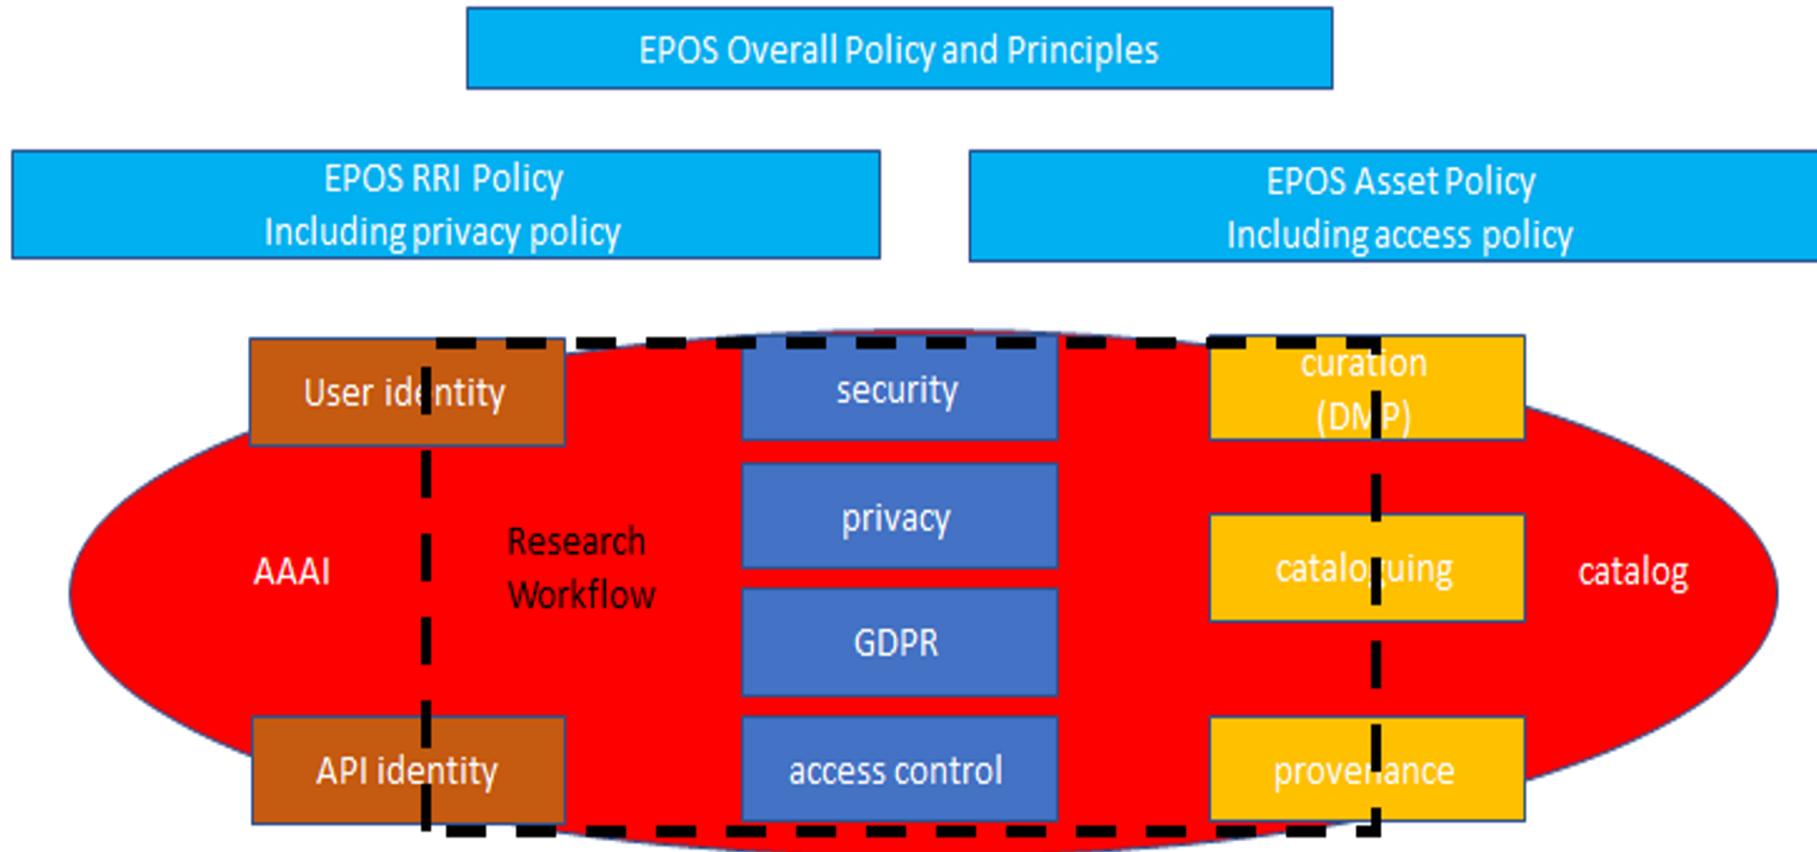 EPOS Overall Policy and Principles
EPOS RRI Policy
Including privacy policy
EPOS Asset Policy
Including access policy
User identity
security
curation
(DMP)
privacy
Research
Workflow
AAAI
cataloguing
catalog
GDPR
API identity
access control
provenance